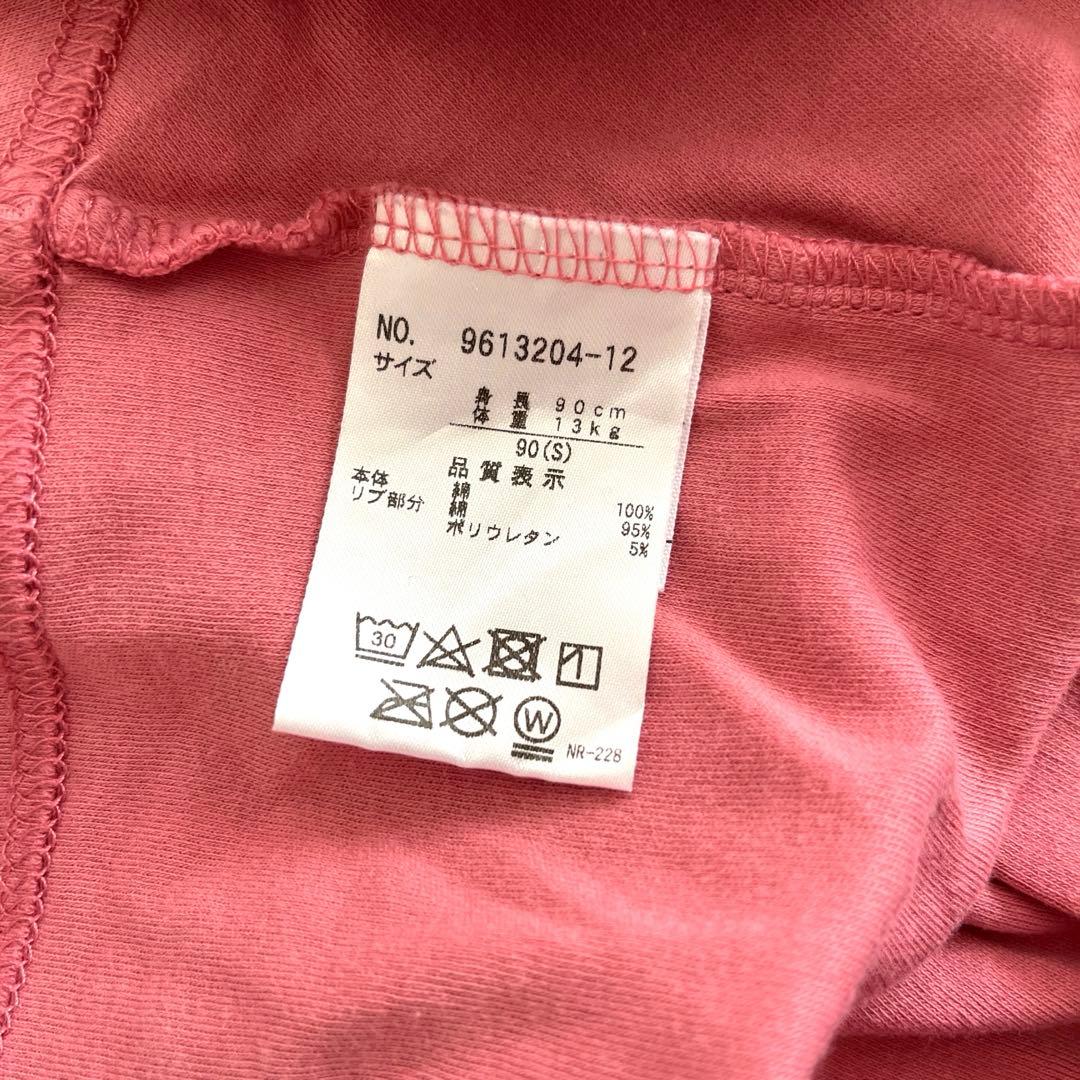 NO. 9613204-12
サイズ
身長 90cm
体重 13kg
90(S)
品質表示
本体 綿 100%
リブ部分 綿 95%
ポリウレタン 5%
30
W
NR-228